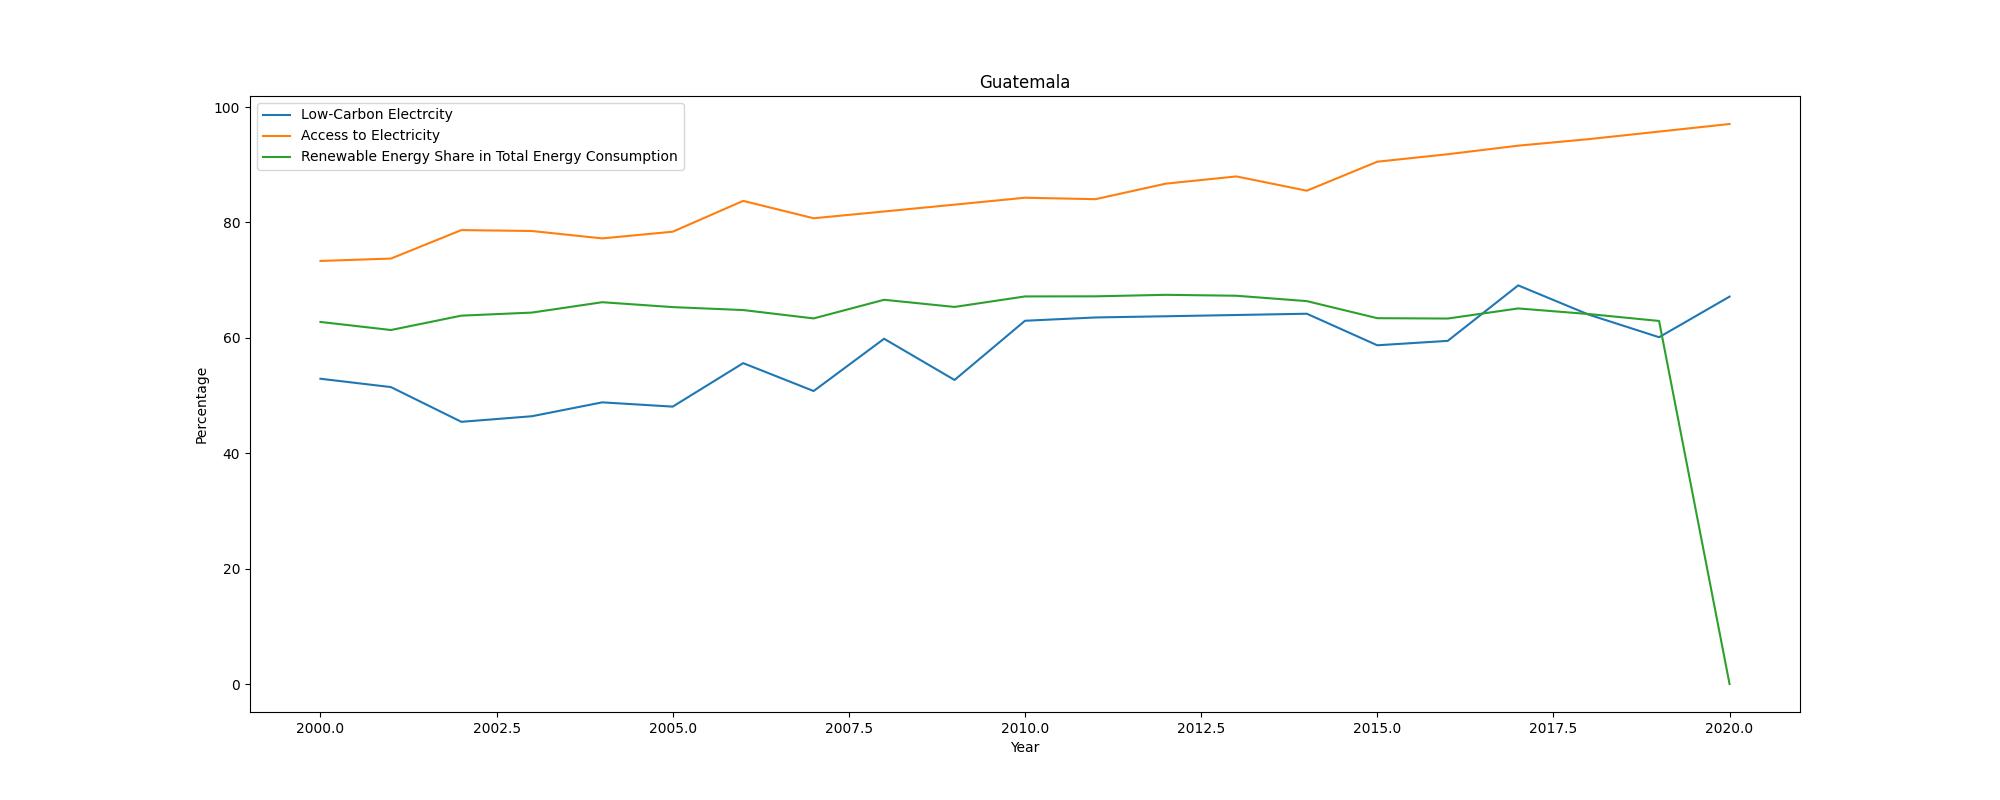 Guatemala
Low-Carbon Electrcity
Access to Electricity
Renewable Energy Share in Total Energy Consumption
100
80
60
40
20
0
Percentage
2000.0 2002.5 2005.0 2007.5 2010.0 2012.5 2015.0 2017.5 2020.0
Year